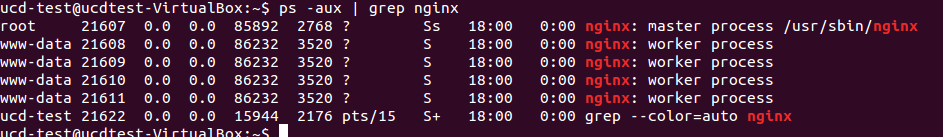 ucd-test@ucdtest-VirtualBox:~$ ps -aux | grep nginx
root     21607  0.0  0.0  85892  2768 ?        Ss   18:00   0:00 nginx: master process /usr/sbin/nginx
www-data 21608  0.0  0.0  86232  3520 ?        S    18:00   0:00 nginx: worker process
www-data 21609  0.0  0.0  86232  3520 ?        S    18:00   0:00 nginx: worker process
www-data 21610  0.0  0.0  86232  3520 ?        S    18:00   0:00 nginx: worker process
www-data 21611  0.0  0.0  86232  3520 ?        S    18:00   0:00 nginx: worker process
ucd-test 21622  0.0  0.0  15944  2176 pts/15   S+   18:00   0:00 grep --color=auto nginx
ucd-test@ucdtest-VirtualBox:~$